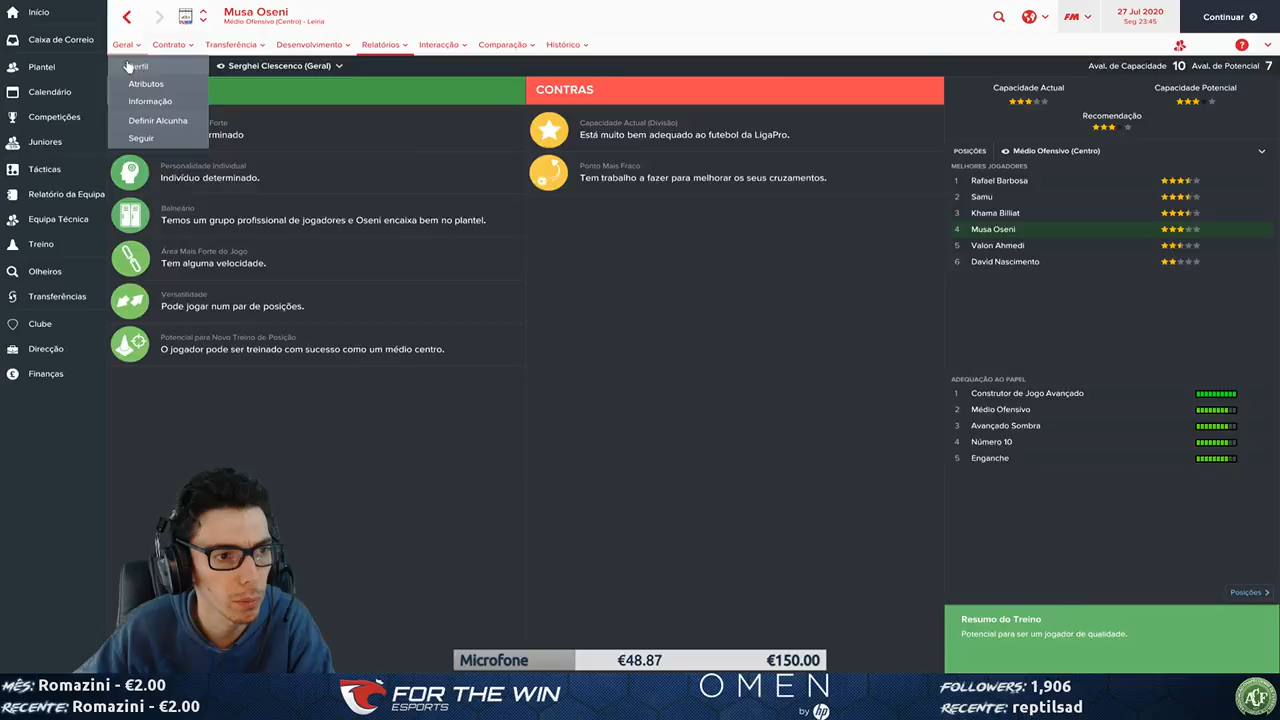 Início
Caixa de Correio
Plantel
Calendário
Competições
Juniores
Tácticas
Relatório da Equipa
Equipa Técnica
Treino
Olheiros
Transferências
Clube
Direcção
Finanças
Musa Oseni
Médio Ofensivo (Centro) - Leiria
FM
27 Jul 2020
Seg 23:45
Continuar
Geral
Contrato
Transferência
Desenvolvimento
Relatórios
Interacção
Comparação
Histórico
?
Atributos
Informação
Definir Alcunha
Seguir
Serghei Clescenco (Geral)
Aval. de Capacidade 10 Aval. de Potencial 7
CONTRAS
Personalidade Individual
Indivíduo determinado.
Balneário
Temos um grupo profissional de jogadores e Oseni encaixa bem no plantel.
Área Mais Forte do Jogo
Tem alguma velocidade.
Versatilidade
Pode jogar num par de posições.
Potencial para Novo Treino de Posição
O jogador pode ser treinado com sucesso como um médio centro.
Capacidade Actual (Divisão)
Está muito bem adequado ao futebol da LigaPro.
Ponto Mais Fraco
Tem trabalho a fazer para melhorar os seus cruzamentos.
Capacidade Actual
Capacidade Potencial
Recomendação
POSIÇÕES Médio Ofensivo (Centro)
MELHORES JOGADORES
1 Rafael Barbosa
2 Samu
3 Khama Billiat
4 Musa Oseni
5 Valon Ahmedi
6 David Nascimento
ADEQUAÇÃO AO PAPEL
1 Construtor de Jogo Avançado
2 Médio Ofensivo
3 Avançado Sombra
4 Número 10
5 Enganche
Posições
Resumo do Treino
Potencial para ser um jogador de qualidade.
Microfone €48.87 €150.00
MÊS: Romazini - €2.00
RECENTE: Romazini - €2.00
FOR THE WIN
ESPORTS
OMEN
by hp
FOLLOWERS: 1,906
RECENTE: reptilsad
ACF